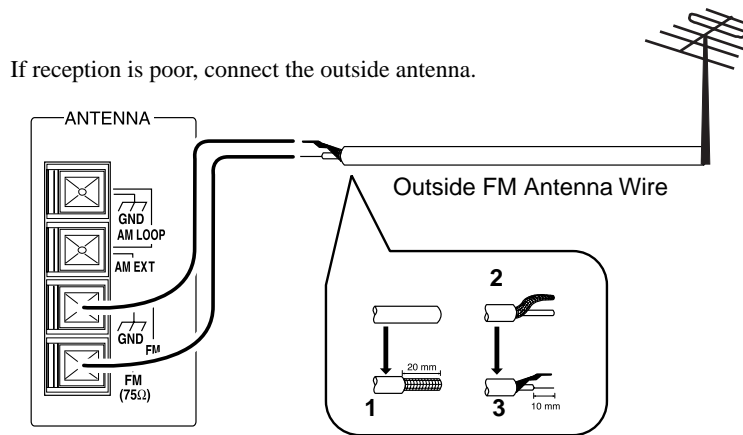 If reception is poor, connect the outside antenna.
ANTENNA
GND
AM LOOP
AM EXT
GND
FM
FM
(75Ω)
Outside FM Antenna Wire
2
20 mm
1
3
10 mm